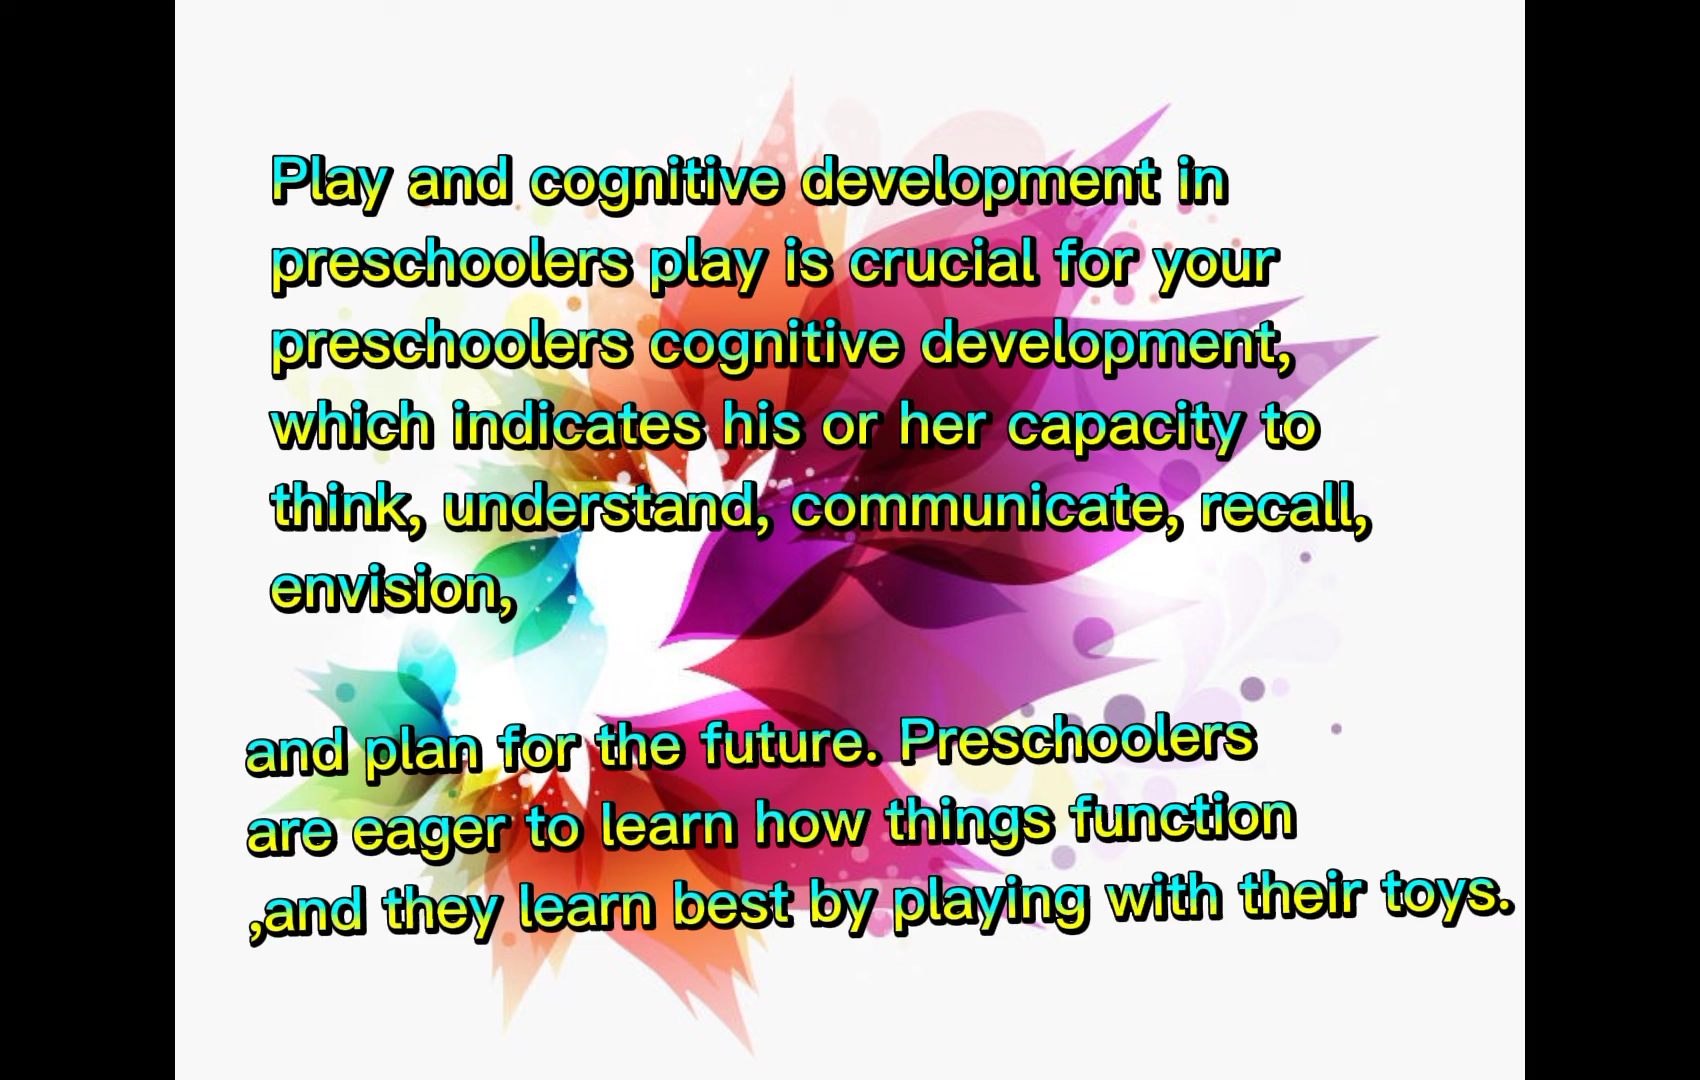 Play and cognitive development in
preschoolers play is crucial for your
preschoolers cognitive development,
which indicates his or her capacity to
think, understand, communicate, recall,
envision,
and plan for the future. Preschoolers
are eager to learn how things function
,and they learn best by playing with their toys.